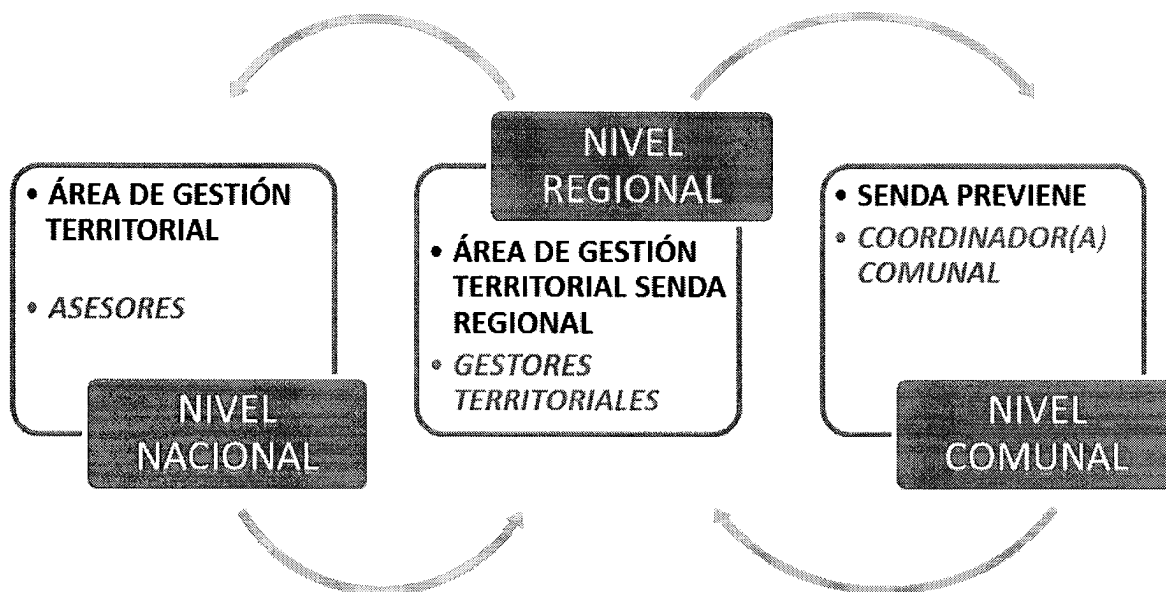 • ÁREA DE GESTIÓN
TERRITORIAL
• ASESORES
NIVEL
NACIONAL
NIVEL
REGIONAL
• ÁREA DE GESTIÓN
TERRITORIAL SENDA
REGIONAL
• GESTORES
TERRITORIALES
• SENDA PREVIENE
• COORDINADOR(A)
COMUNAL
NIVEL
COMUNAL